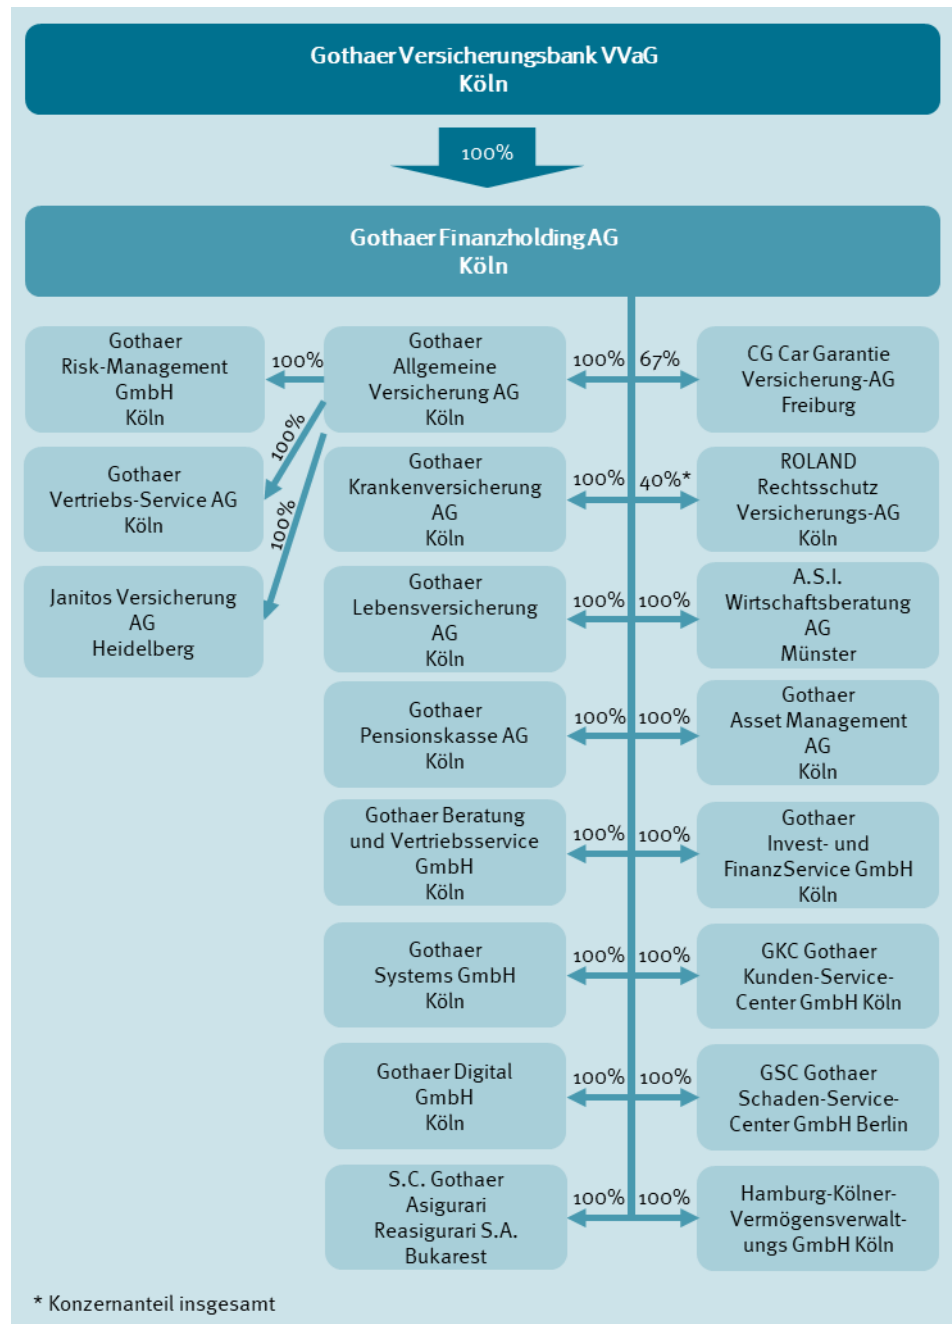 Gothaer Versicherungsbank VVaG
Köln
100%
Gothaer Finanzholding AG
Köln
Gothaer
Risk-Management
GmbH
Köln
100%
Gothaer
Allgemeine
Versicherung AG
Köln
100%
67%
CG Car Garantie
Versicherung-AG
Freiburg
100%
Gothaer
Vertriebs-Service AG
Köln
100%
Gothaer
Krankenversicherung
AG
Köln
100%
40%*
ROLAND
Rechtsschutz
Versicherungs-AG
Köln
Janitos Versicherung
AG
Heidelberg
Gothaer
Lebensversicherung
AG
Köln
100%
100%
A.S.I.
Wirtschaftsberatung
AG
Münster
Gothaer
Pensionskasse AG
Köln
100%
100%
Gothaer
Asset Management
AG
Köln
Gothaer Beratung
und Vertriebsservice
GmbH
Köln
100%
100%
Gothaer
Invest- und
FinanzService GmbH
Köln
Gothaer
Systems GmbH
Köln
100%
100%
GKC Gothaer
Kunden-Service-
Center GmbH Köln
Gothaer Digital
GmbH
Köln
100%
100%
GSC Gothaer
Schaden-Service-
Center GmbH Berlin
S.C. Gothaer
Asigurari
Reasigurari S.A.
Bukarest
100%
100%
Hamburg-Kölner-
Vermögensverwalt-
ungs GmbH Köln
* Konzernanteil insgesamt